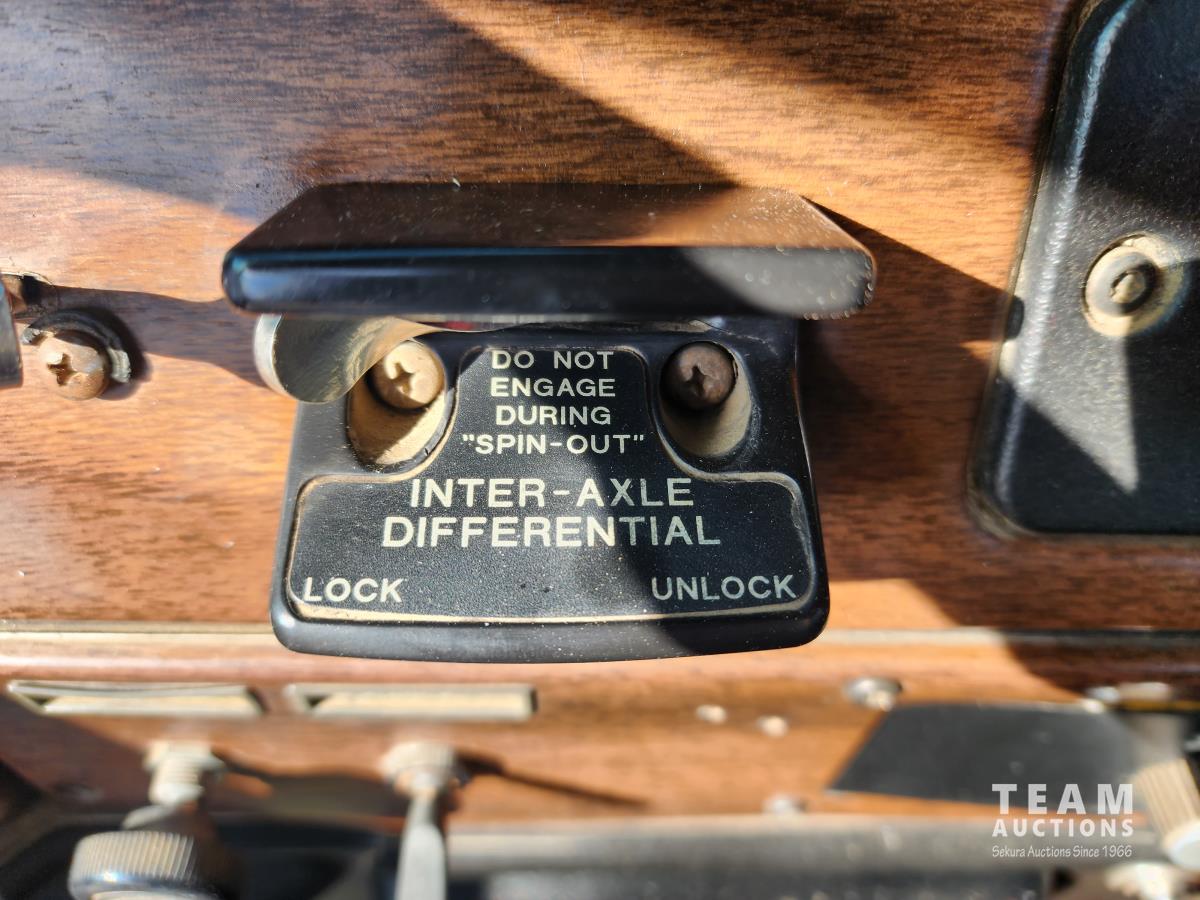 DO NOT
ENGAGE
DURING
"SPIN-OUT"
INTER-AXLE
DIFFERENTIAL
LOCK UNLOCK
TEAM
AUCTIONS
Sekura Auctions Since 1966